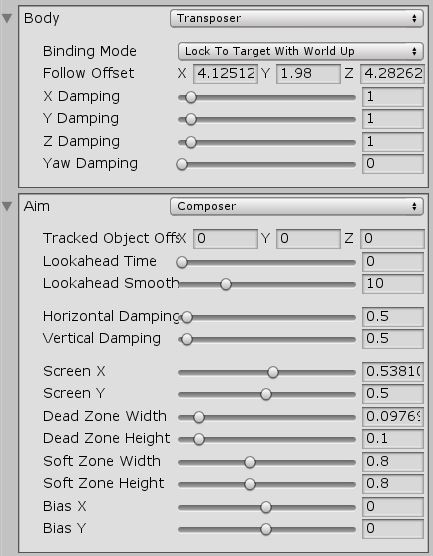 Body Transposer
Binding Mode Lock To Target With World Up
Follow Offset X 4.12512 Y 1.98 Z 4.28262
X Damping 1
Y Damping 1
Z Damping 1
Yaw Damping 0
Aim Composer
Tracked Object Offs X 0 Y 0 Z 0
Lookahead Time 0
Lookahead Smooth 10
Horizontal Damping 0.5
Vertical Damping 0.5
Screen X 0.5381
Screen Y 0.5
Dead Zone Width 0.0976
Dead Zone Height 0.1
Soft Zone Width 0.8
Soft Zone Height 0.8
Bias X 0
Bias Y 0